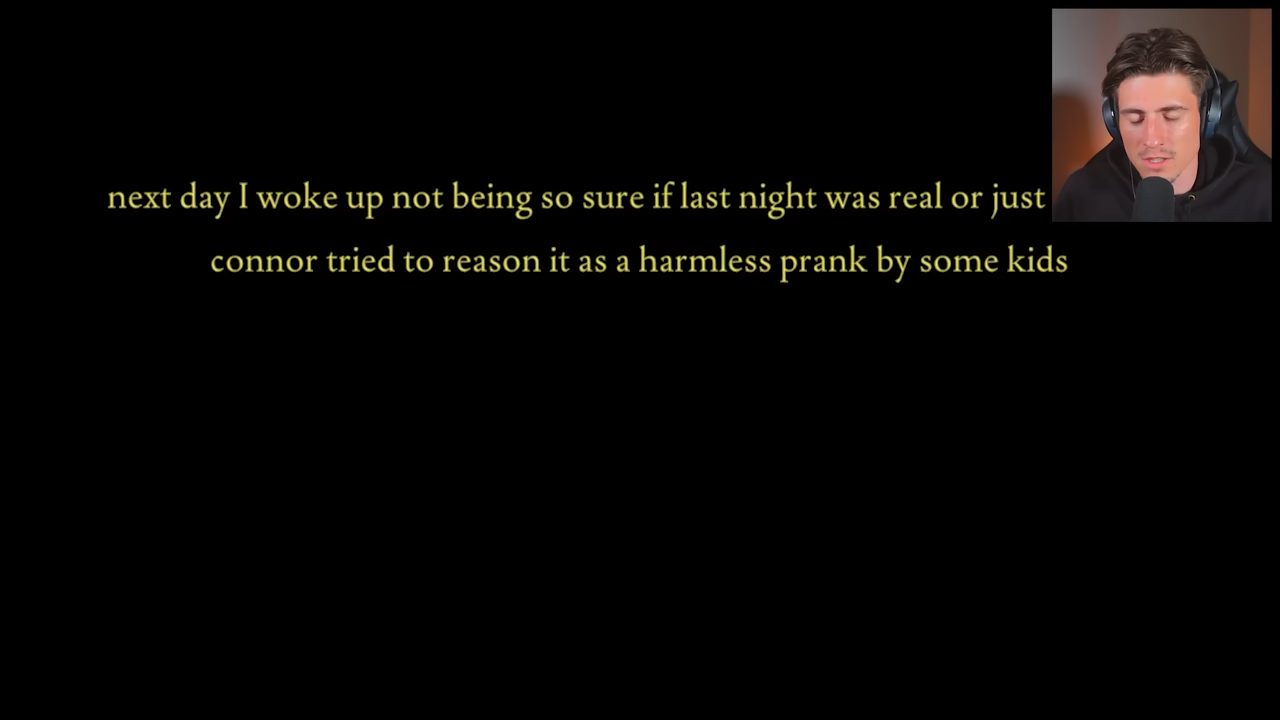 next day I woke up not being so sure if last night was real or just
connor tried to reason it as a harmless prank by some kids